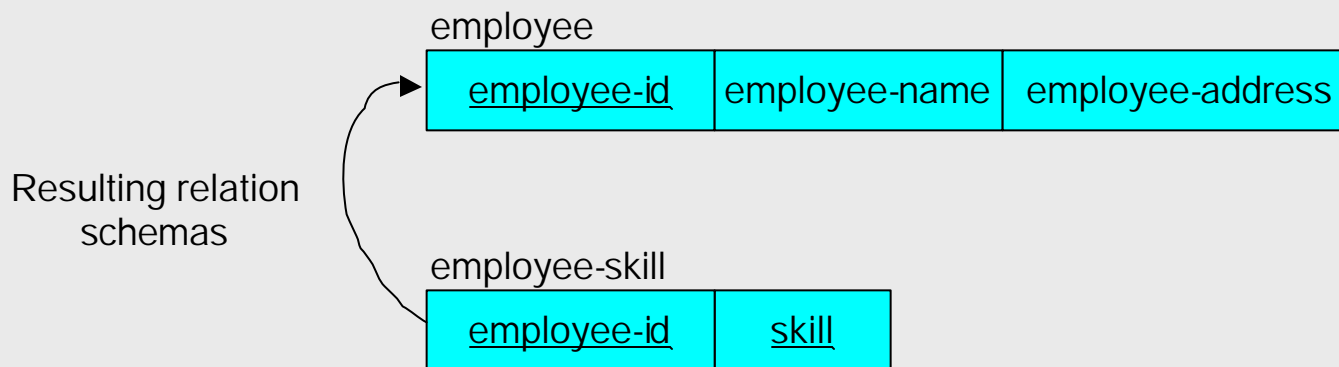 employee
employee-id employee-name employee-address
Resulting relation
schemas
employee-skill
employee-id skill